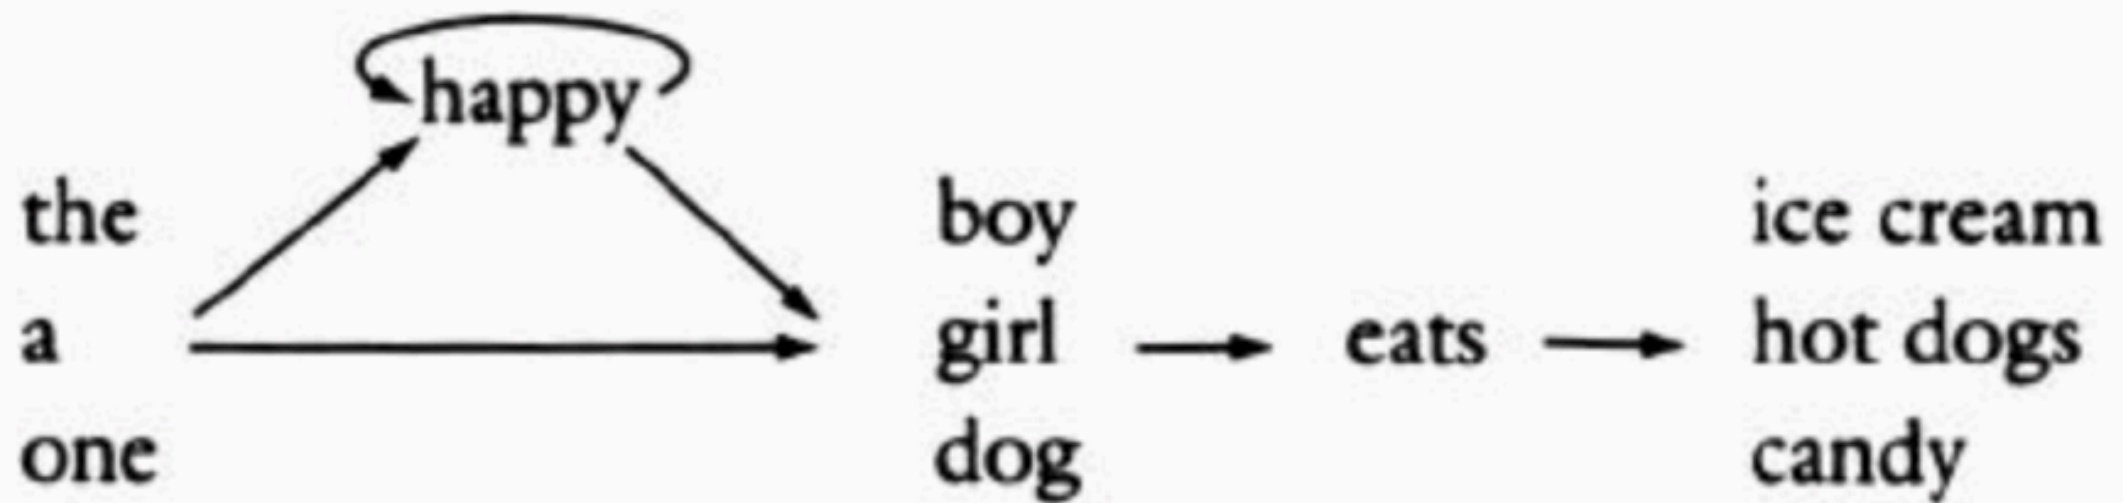 happy
the boy ice cream
a girl eats hot dogs
one dog candy